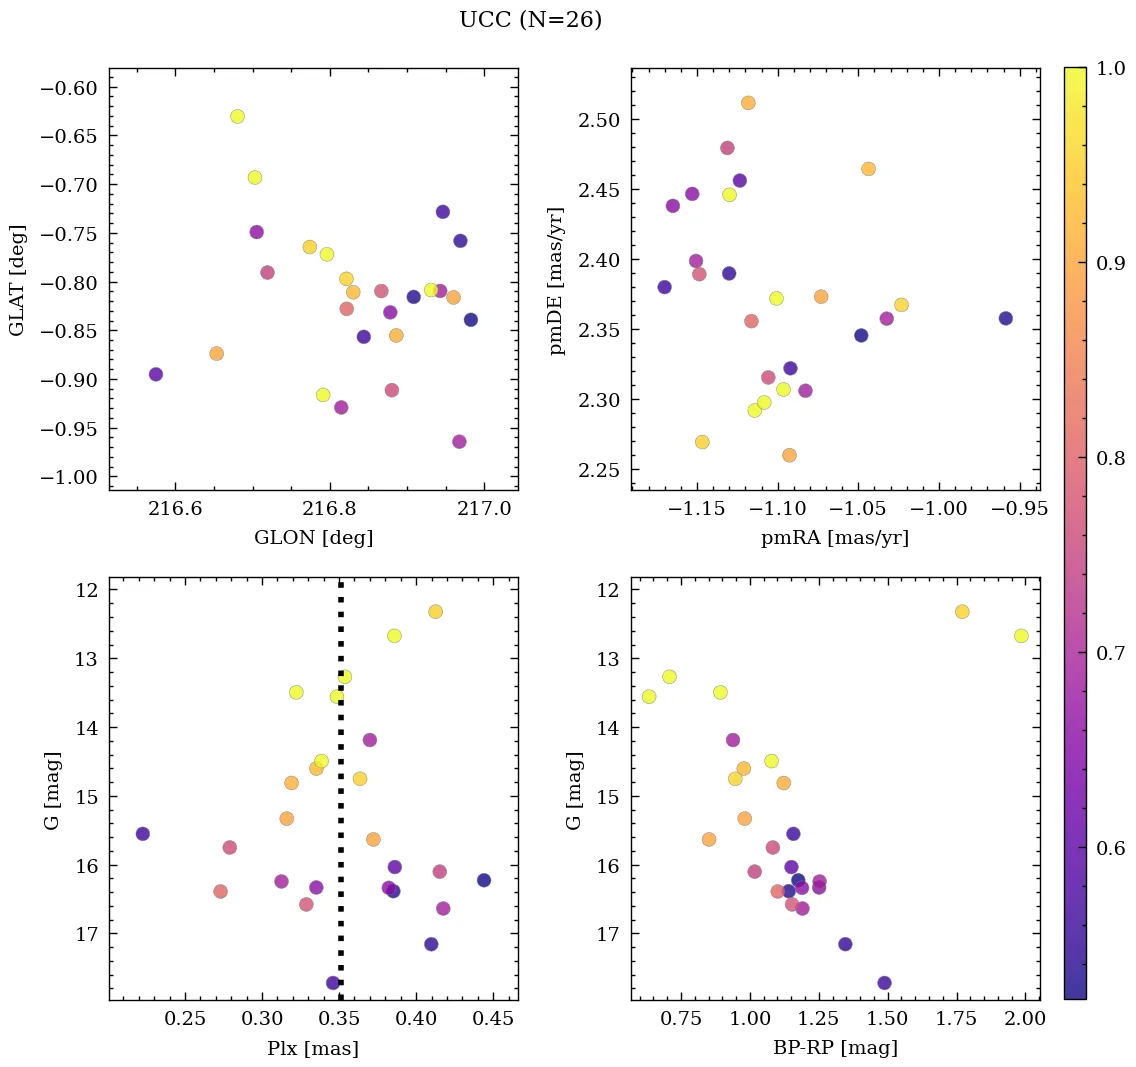 UCC (N=26)
−0.60
−0.65
−0.70
−0.75
−0.80
−0.85
−0.90
−0.95
−1.00
GLAT [deg]
216.6 216.8 217.0
GLON [deg]
2.50
2.45
2.40
2.35
2.30
2.25
pmDE [mas/yr]
−1.15 −1.10 −1.05 −1.00 −0.95
pmRA [mas/yr]
1.0
0.9
0.8
0.7
0.6
12
13
14
15
16
17
G [mag]
0.25 0.30 0.35 0.40 0.45
Plx [mas]
12
13
14
15
16
17
G [mag]
0.75 1.00 1.25 1.50 1.75 2.00
BP-RP [mag]